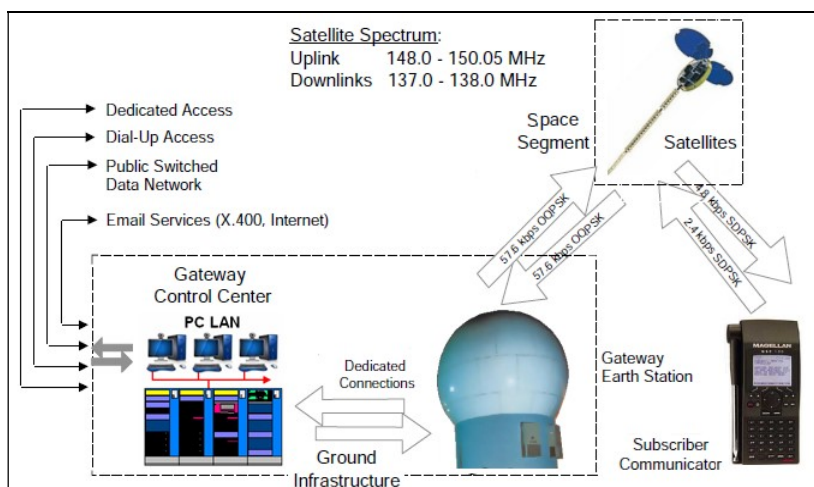 Satellite Spectrum:
Uplink 148.0 - 150.05 MHz
Downlinks 137.0 - 138.0 MHz
Space
Segment
Satellites
Dedicated Access
Dial-Up Access
Public Switched
Data Network
Email Services (X.400, Internet)
57.6 kbps OQPSK
57.6 kbps OQPSK
4.8 kbps SDPSK
2.4 kbps SDPSK
Gateway
Control Center
PC LAN
Dedicated
Connections
Ground
Infrastructure
Gateway
Earth Station
MAGELLAN
Subscriber
Communicator